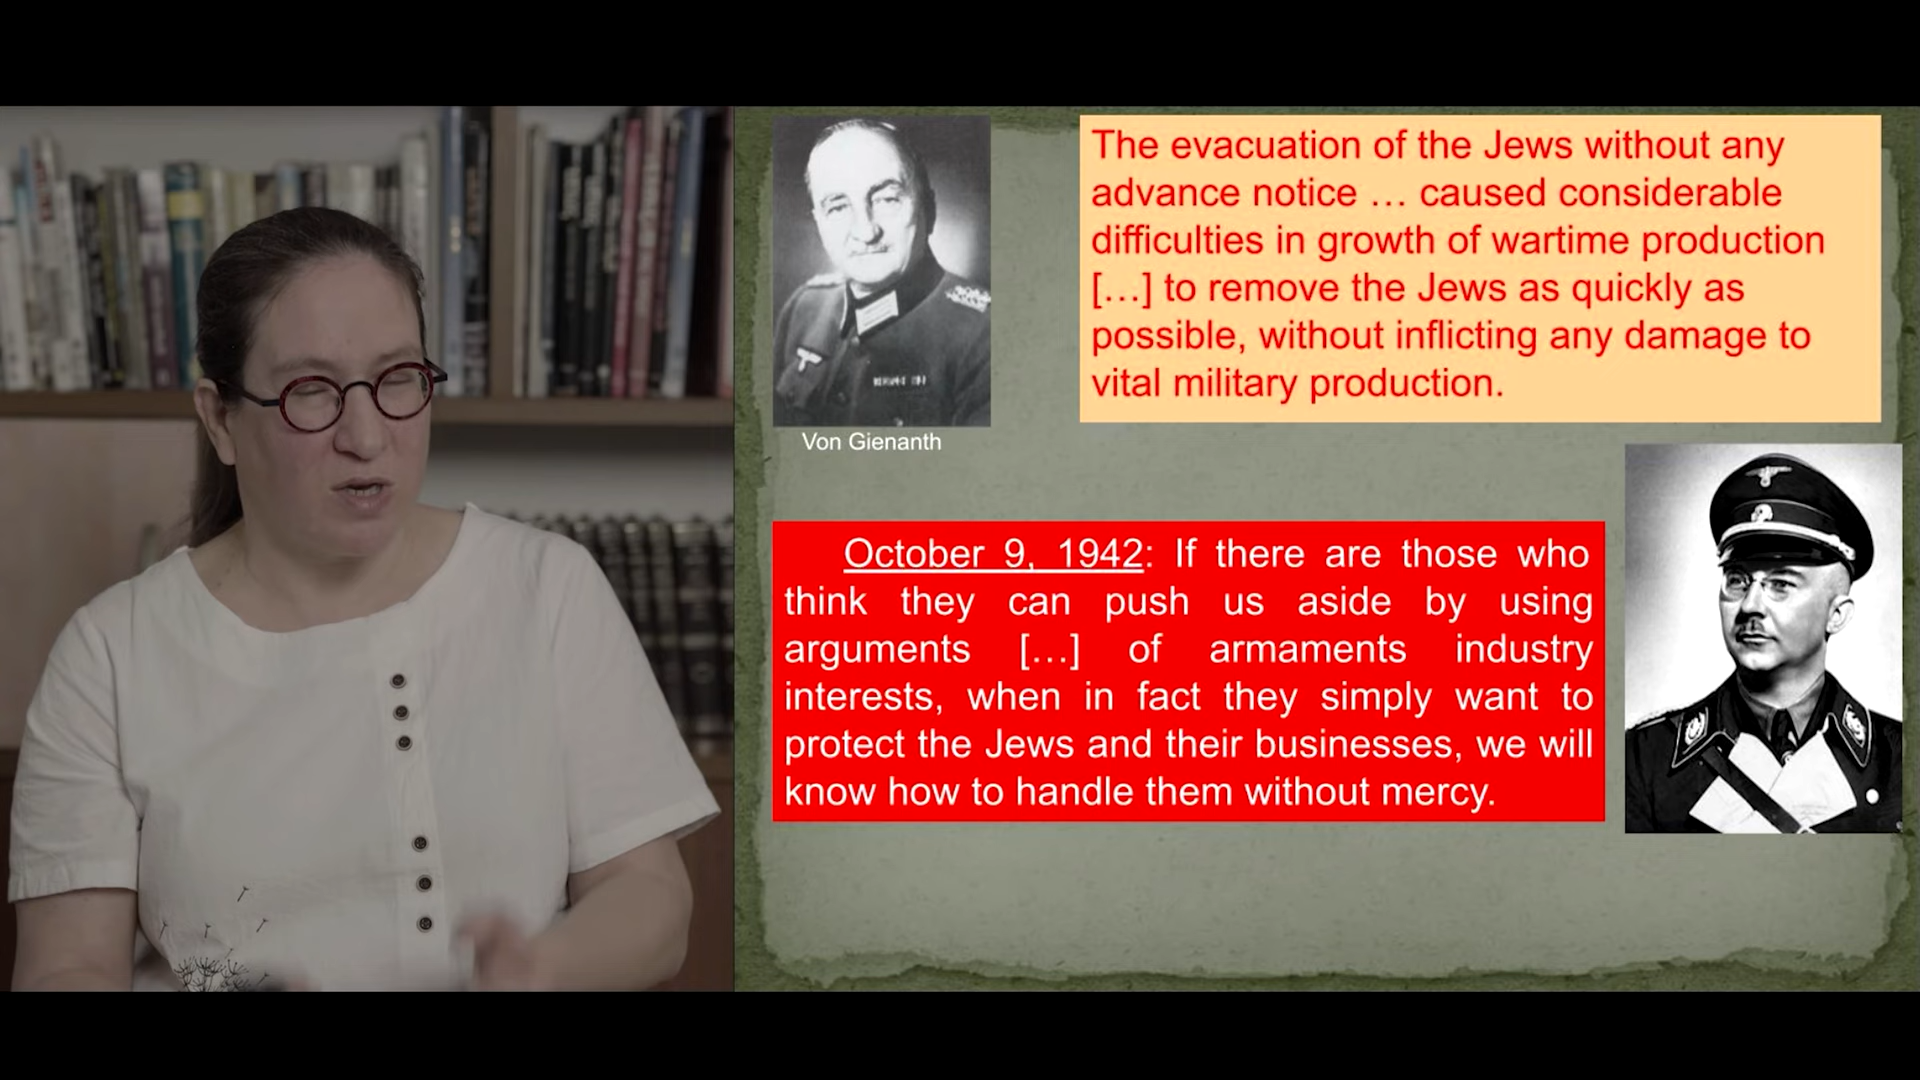 The evacuation of the Jews without any
advance notice … caused considerable
difficulties in growth of wartime production
[…] to remove the Jews as quickly as
possible, without inflicting any damage to
vital military production.
Von Gienanth
October 9, 1942: If there are those who
think they can push us aside by using
arguments […] of armaments industry
interests, when in fact they simply want to
protect the Jews and their businesses, we will
know how to handle them without mercy.